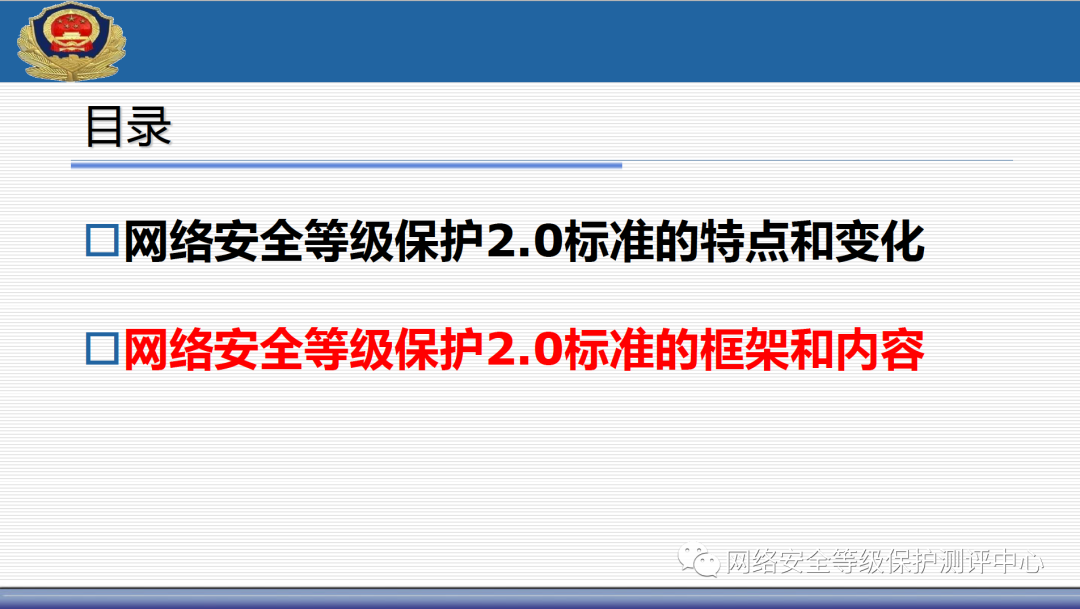 目录
网络安全等级保护2.0标准的特点和变化
网络安全等级保护2.0标准的框架和内容
网络安全等级保护测评中心